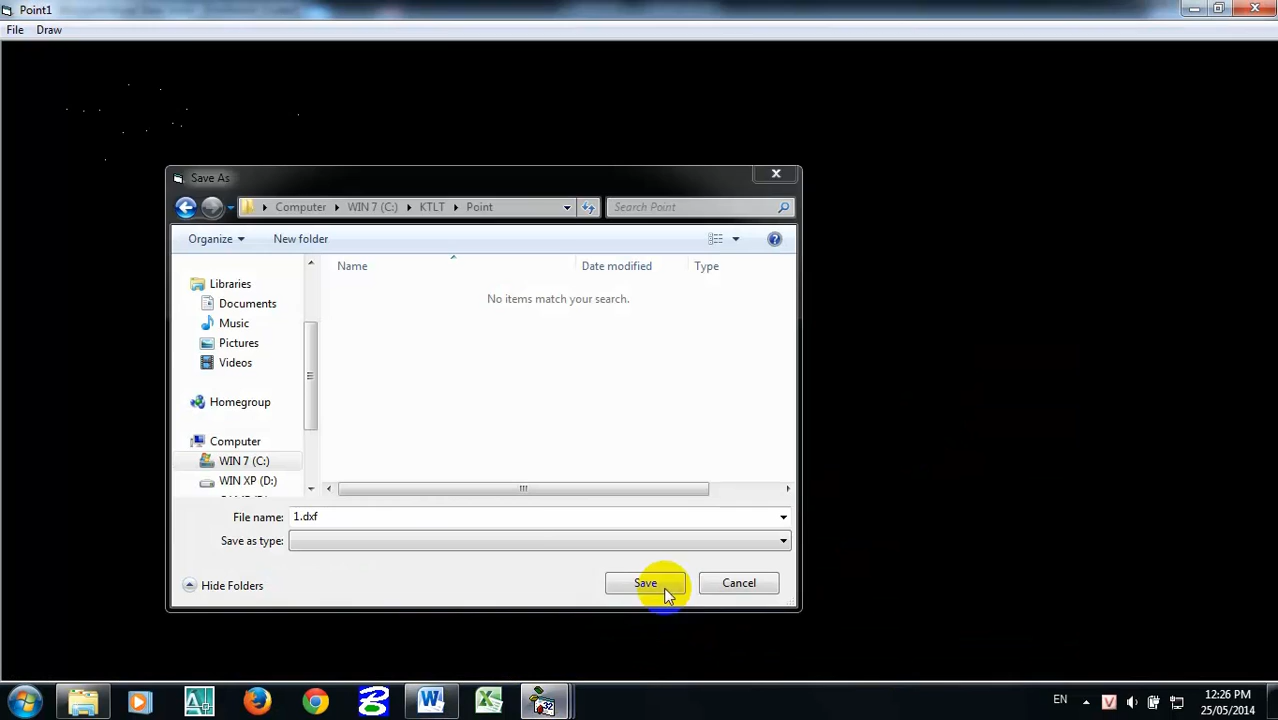 Point1
File Draw
Save As
Computer WIN 7 (C:) KTLT Point
Search Point
Organize New folder
Name Date modified Type
No items match your search.
Libraries
Documents
Music
Pictures
Videos
Homegroup
Computer
WIN 7 (C:)
WIN XP (D:)
File name: 1.dxf
Save as type:
Hide Folders
Save Cancel
EN
12:26 PM
25/05/2014